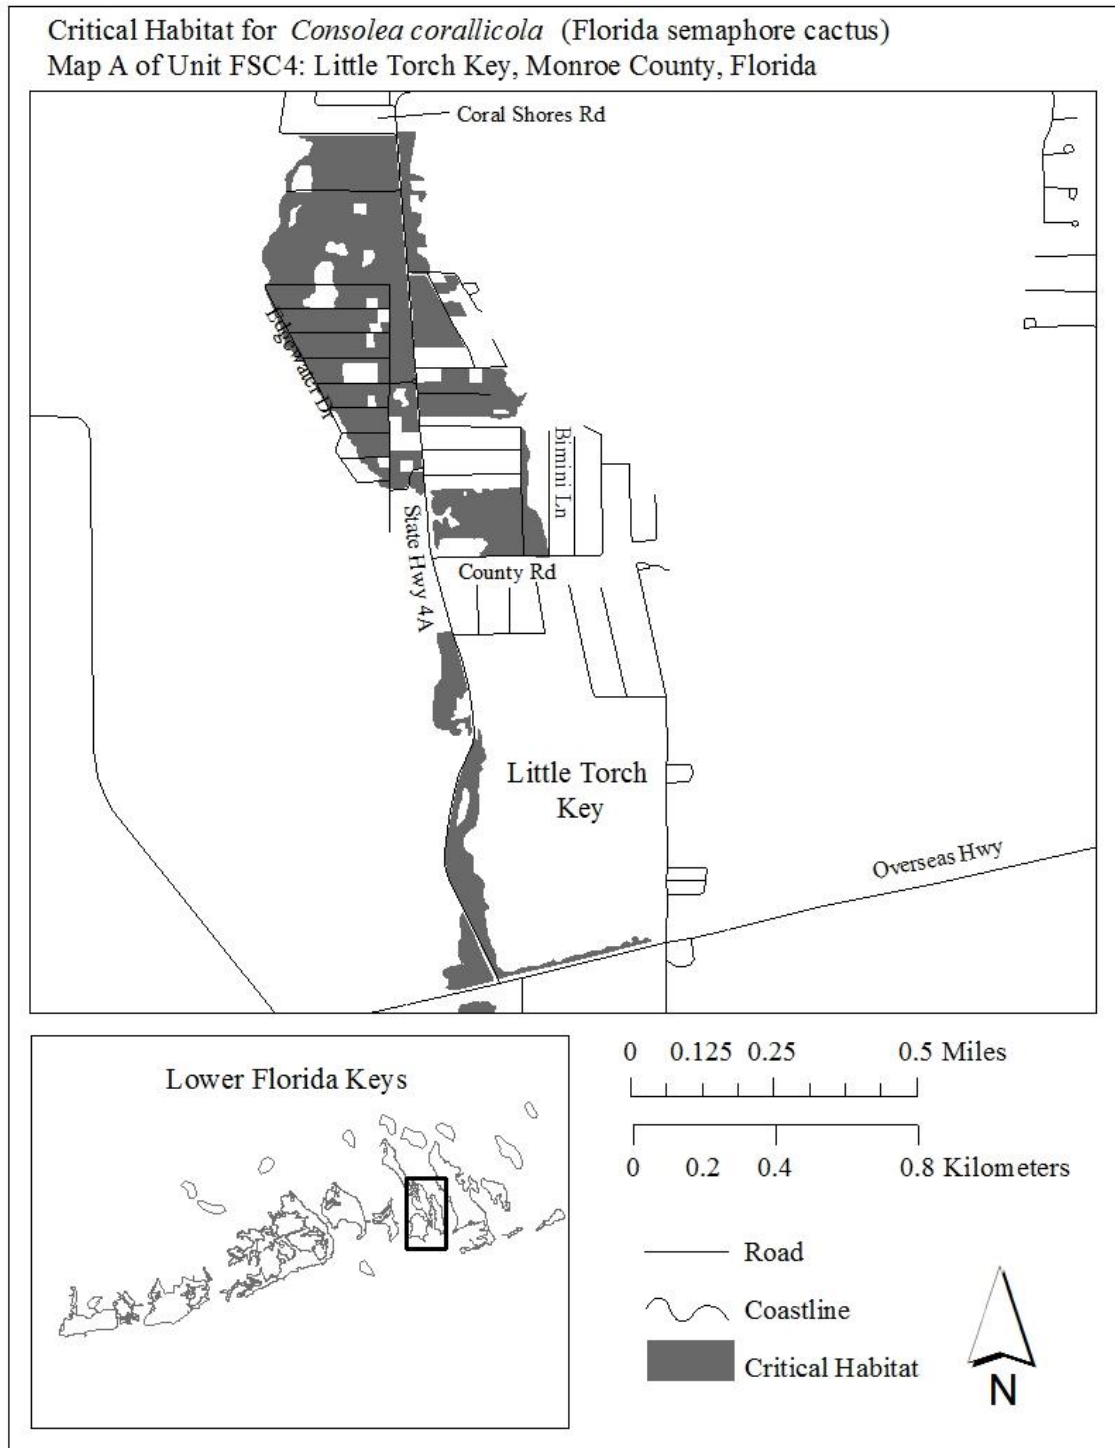 Critical Habitat for Consolea corallicola (Florida semaphore cactus)
Map A of Unit FSC4: Little Torch Key, Monroe County, Florida
Coral Shores Rd
Edgewater Dr
Bimini Ln
State Hwy 4A
County Rd
Little Torch
Key
Overseas Hwy
Lower Florida Keys
0 0.125 0.25 0.5 Miles
0 0.2 0.4 0.8 Kilometers
Road
Coastline
Critical Habitat
N